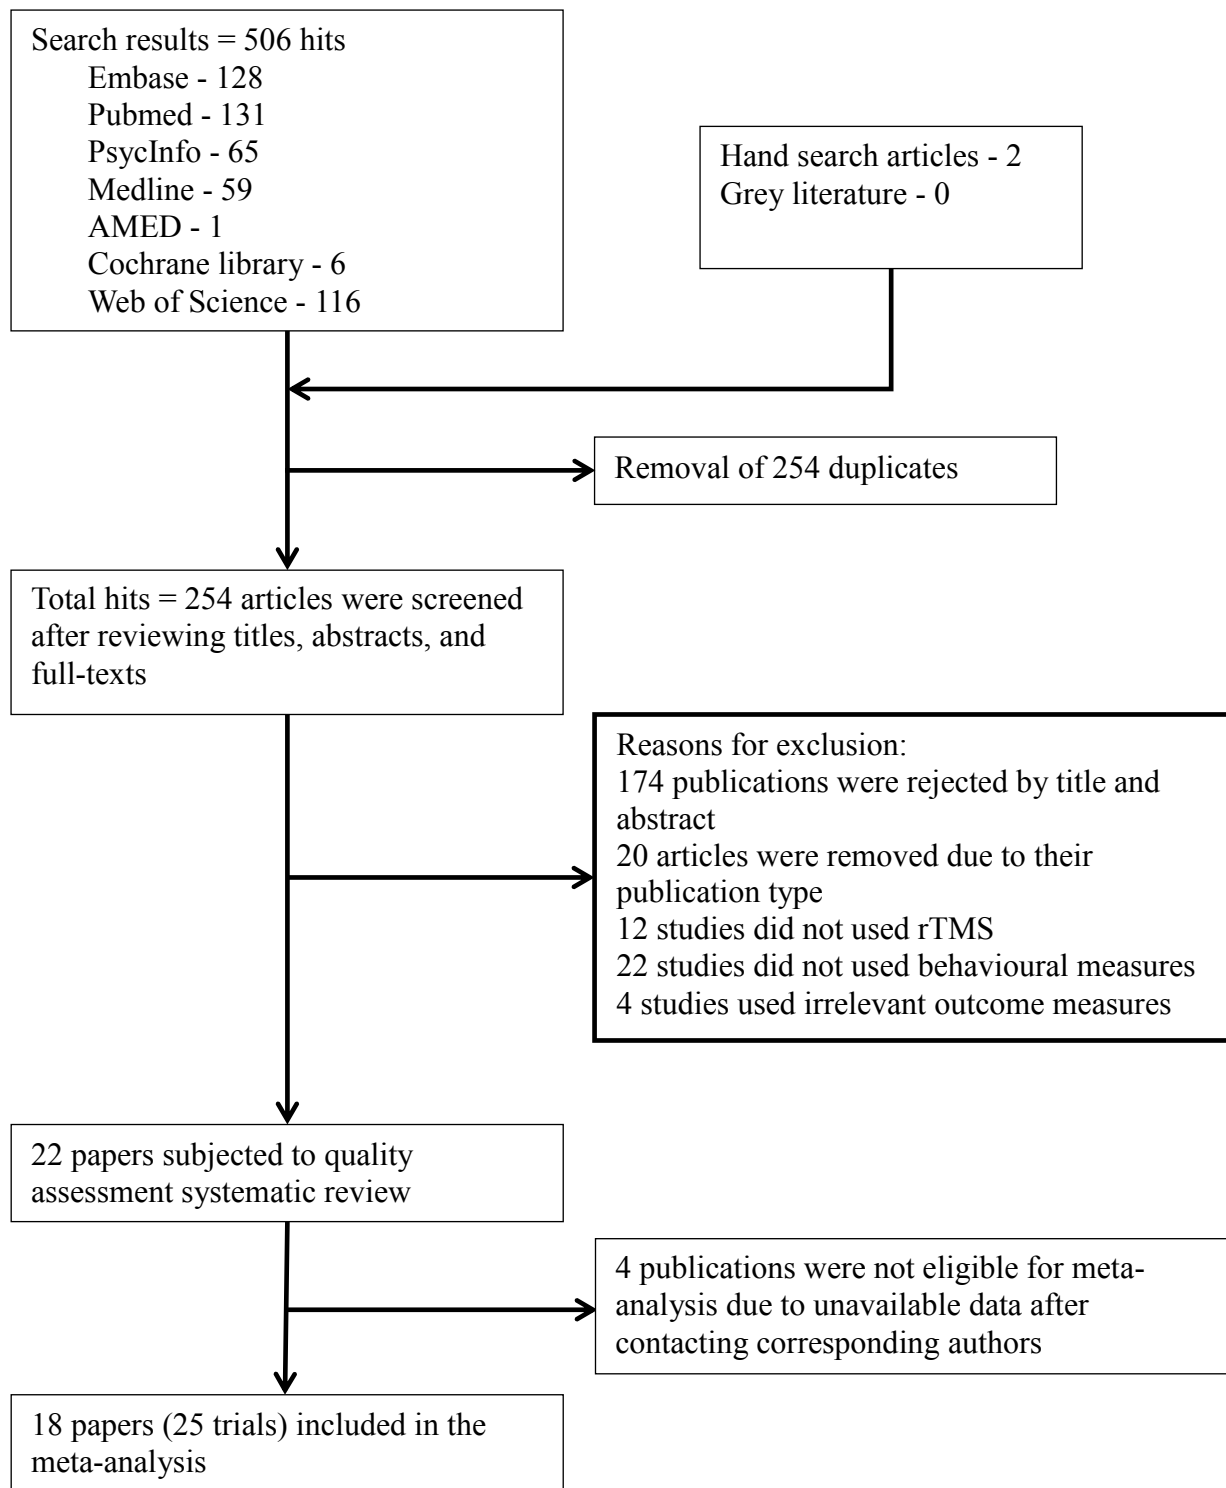 Search results = 506 hits
Embase - 128
Pubmed - 131
PsycInfo - 65
Medline - 59
AMED - 1
Cochrane library - 6
Web of Science - 116
Hand search articles - 2
Grey literature - 0
Removal of 254 duplicates
Total hits = 254 articles were screened
after reviewing titles, abstracts, and
full-texts
Reasons for exclusion:
174 publications were rejected by title and
abstract
20 articles were removed due to their
publication type
12 studies did not used rTMS
22 studies did not used behavioural measures
4 studies used irrelevant outcome measures
22 papers subjected to quality
assessment systematic review
4 publications were not eligible for meta-
analysis due to unavailable data after
contacting corresponding authors
18 papers (25 trials) included in the
meta-analysis